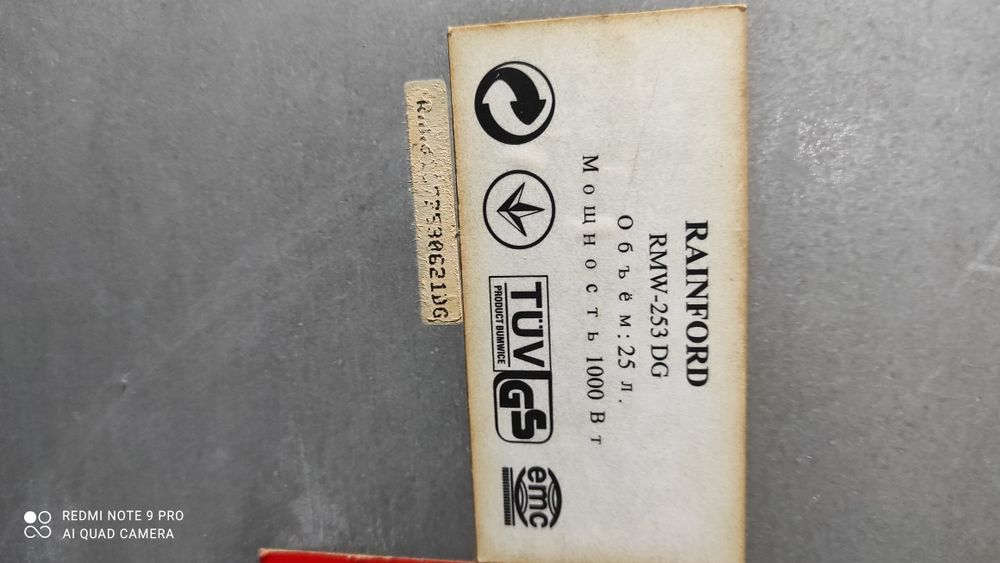 RAINFORD
RMW-253 DG
Объём: 25 л.
Мощность 1000 Вт
TÜV
PRODUCT BUMWICE
GS
emc
REDMI NOTE 9 PRO
AI QUAD CAMERA